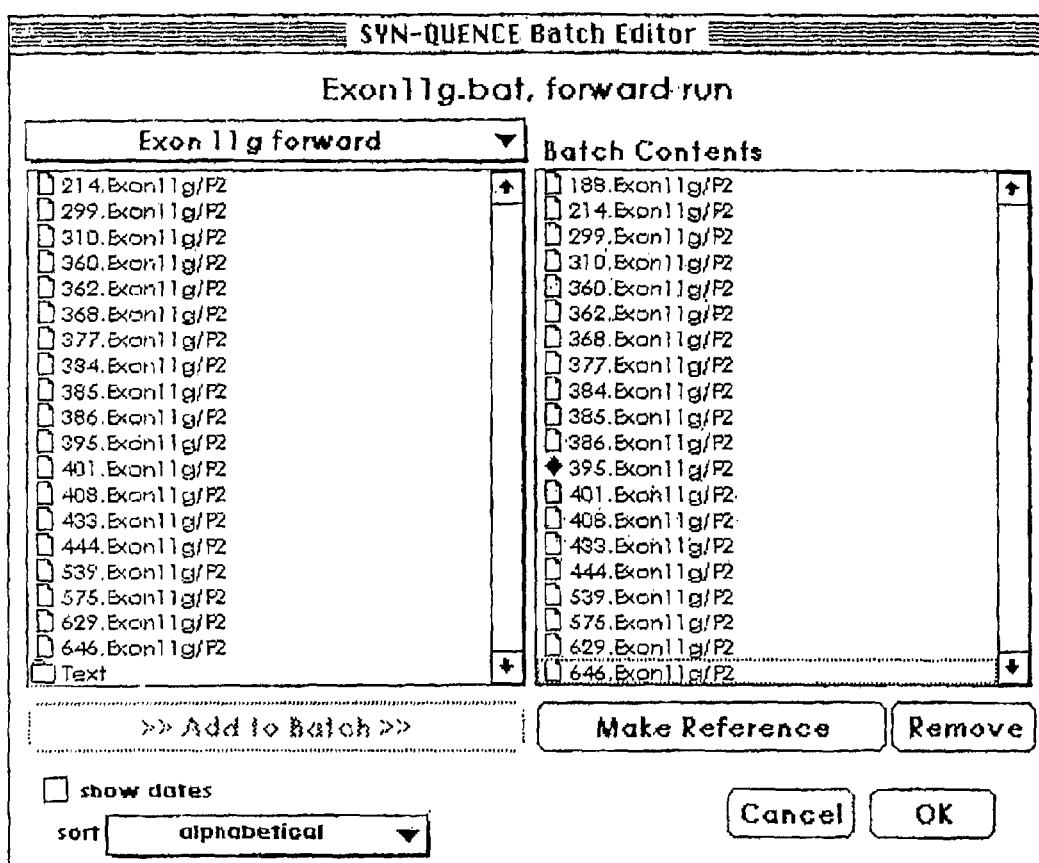 SYN-QUENCE Batch Editor
Exon11g.bat, forward run
Exon 11g forward
214.Exon11g/P2
299.Exon11g/P2
310.Exon11g/P2
360.Exon11g/P2
362.Exon11g/P2
368.Exon11g/P2
377.Exon11g/P2
384.Exon11g/P2
385.Exon11g/P2
386.Exon11g/P2
395.Exon11g/P2
401.Exon11g/P2
408.Exon11g/P2
433.Exon11g/P2
444.Exon11g/P2
539.Exon11g/P2
575.Exon11g/P2
629.Exon11g/P2
646.Exon11g/P2
Text
Batch Contents
188.Exon11g/P2
214.Exon11g/P2
299.Exon11g/P2
310.Exon11g/P2
360.Exon11g/P2
362.Exon11g/P2
368.Exon11g/P2
377.Exon11g/P2
384.Exon11g/P2
385.Exon11g/P2
386.Exon11g/P2
395.Exon11g/P2
401.Exon11g/P2
408.Exon11g/P2
433.Exon11g/P2
444.Exon11g/P2
539.Exon11g/P2
575.Exon11g/P2
629.Exon11g/P2
646.Exon11g/P2
>> Add to Batch >>
Make Reference
Remove
show dates
sort alphabetical
Cancel
OK